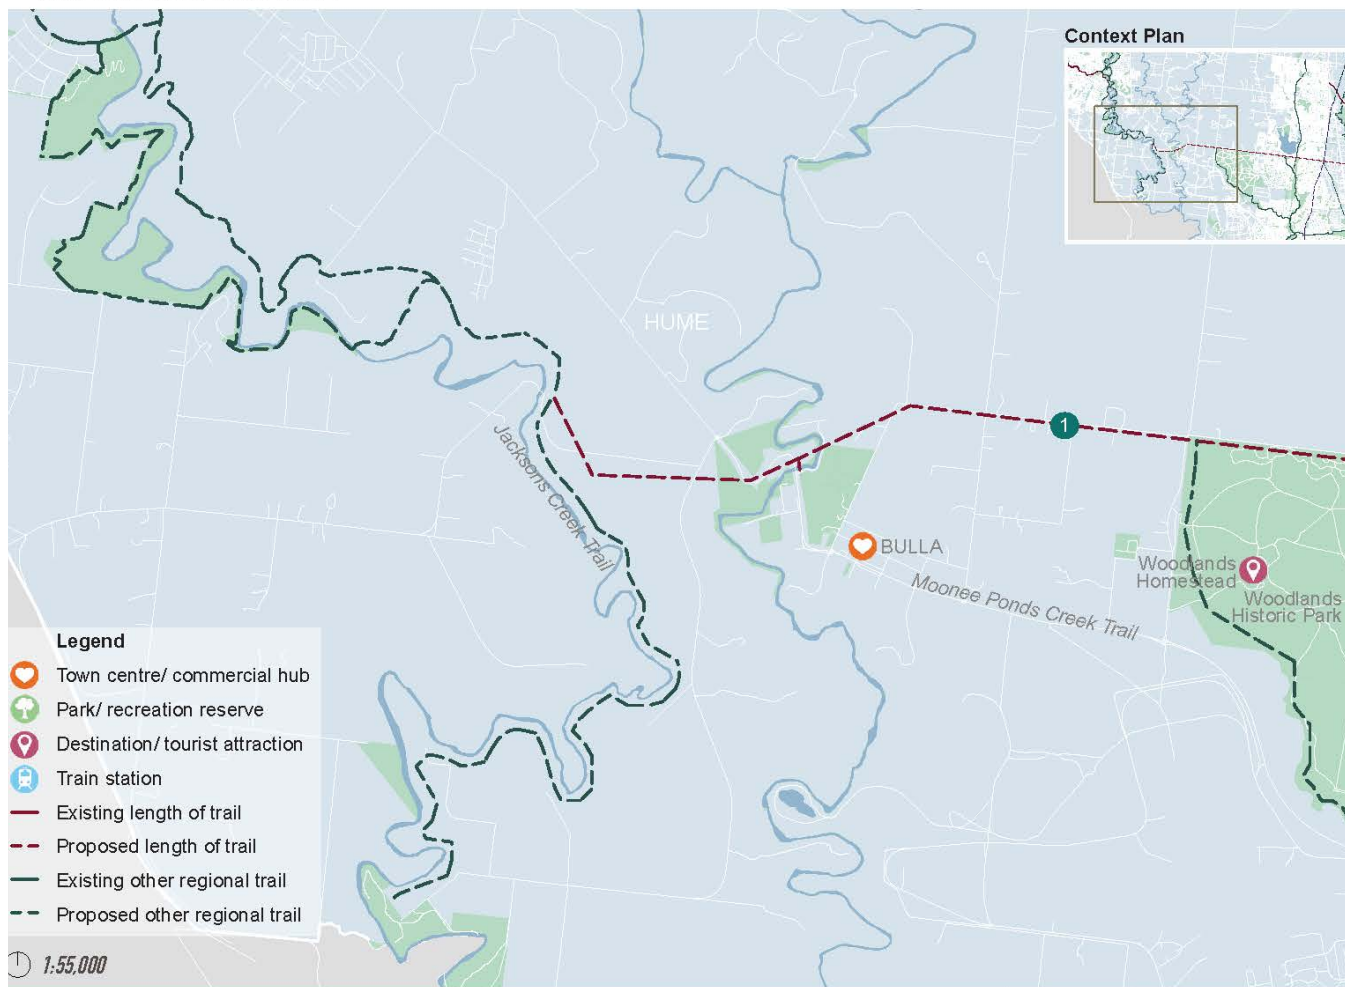 Context Plan
HUME
1
Jacksons Creek Trail
BULLA
Woodlands
Homestead
Woodlands
Historic Park
Moonee Ponds Creek Trail
Legend
Town centre/ commercial hub
Park/ recreation reserve
Destination/ tourist attraction
Train station
Existing length of trail
Proposed length of trail
Existing other regional trail
Proposed other regional trail
1:55,000